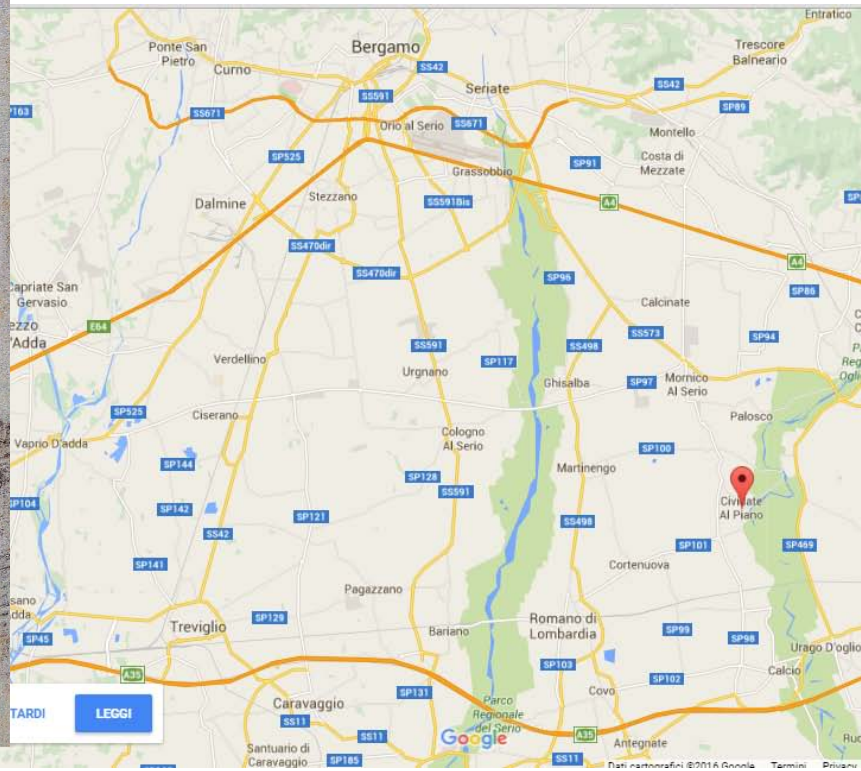 Entratico
Ponte San
Pietro
Bergamo
Trescore
Balneario
Curno
SS42
Seriate
SS42
SS591
SP89
SS671
Orio al Serio
SS671
Montello
SP525
SP91
Costa di
Mezzate
Grassobbio
Dalmine
Stezzano
SS591Bis
A4
SS470dir
A4
SS470dir
SP96
SP86
Capriate San
Gervasio
Calcinate
E64
SS573
SP94
SS591
SS498
Verdellino
SP117
Urgnano
Ghisalba
SP97
Mornico
Al Serio
SP525
Ciserano
Palosco
Vaprio D'adda
Cologno
Al Serio
SP100
SP144
SP128
Martinengo
SS591
SP104
SP142
SP121
Civitate
Al Piano
SS498
SS42
SP101
SP469
SP141
Cortenuova
Pagazzano
SP129
Romano di
Lombardia
Treviglio
Bariano
SP99
SP45
SP98
Urago D'oglio
SP103
Calcio
A35
SP102
SP131
Covo
TARDI
LEGGI
Caravaggio
Parco
Regionale
del Serio
SS11
SS11
Google
A35
Antegnate
Santuario di
Caravaggio
SP185
SS11
Dati cartografici ©2016 Google
Termini
Privacy